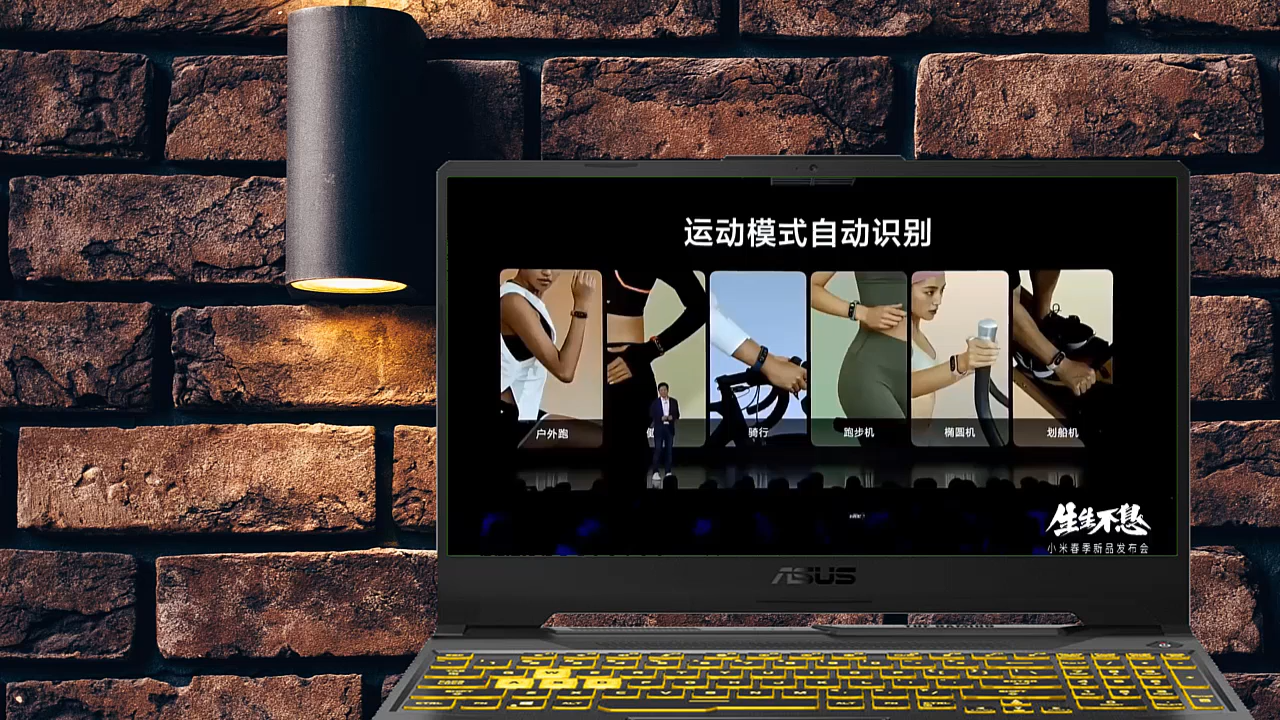 运动模式自动识别
户外跑
骑行
跑步机
椭圆机
划船机
生生不息
小米春季新品发布会
ASUS